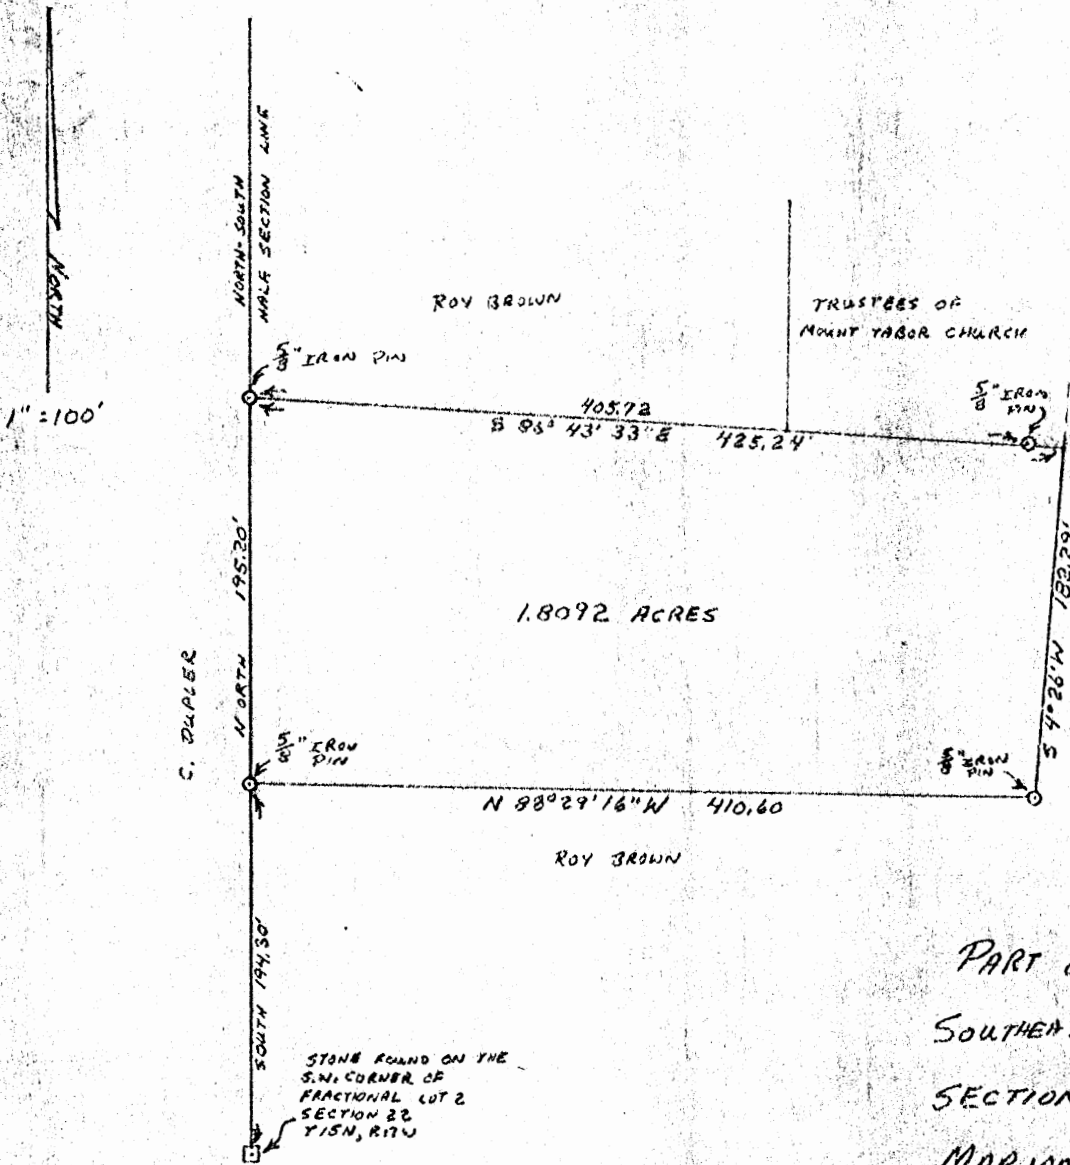 NORTH
1" = 100'
NORTH-SOUTH
HALF SECTION LINE
ROY BROWN
TRUSTEES OF
MOUNT TABOR CHURCH
5/8" IRON PIN
5/8" IRON
PIN
405.72
S 86° 43' 33" E 425.24'
NORTH 195.20'
C. DUPLER
1.8092 ACRES
S 4°26' W 182.29'
5/8" IRON
PIN
5/8" IRON
PIN
N 88°29'16" W 410.60
ROY BROWN
SOUTH 194.30'
STONE FOUND ON THE
S.W. CORNER OF
FRACTIONAL LOT 2
SECTION 22
T15N, R17W
PART
SOUTHEA
SECTION